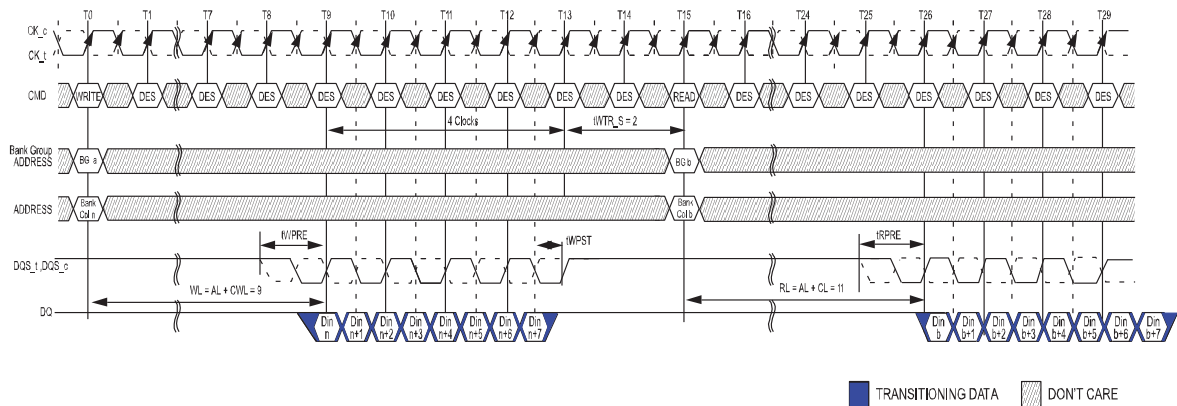 T0 T1 T7 T8 T9 T10 T11 T12 T13 T14 T15 T16 T24 T25 T26 T27 T28 T29
CK_c
CK_t
CMD WRITE DES DES DES DES DES DES DES DES DES READ DES DES DES DES DES DES DES
4 Clocks tWTR_S = 2
Bank Group
ADDRESS BG a BG b
ADDRESS Bank Col n Bank Col b
tWPRE tWPST tRPRE
DQS_t,DQS_c
WL = AL + CWL = 9 RL = AL + CL = 11
DQ Din n Din n+1 Din n+2 Din n+3 Din n+4 Din n+5 Din n+6 Din n+7 Din b Din b+1 Din b+2 Din b+3 Din b+4 Din b+5 Din b+6 Din b+7
TRANSITIONING DATA DON'T CARE